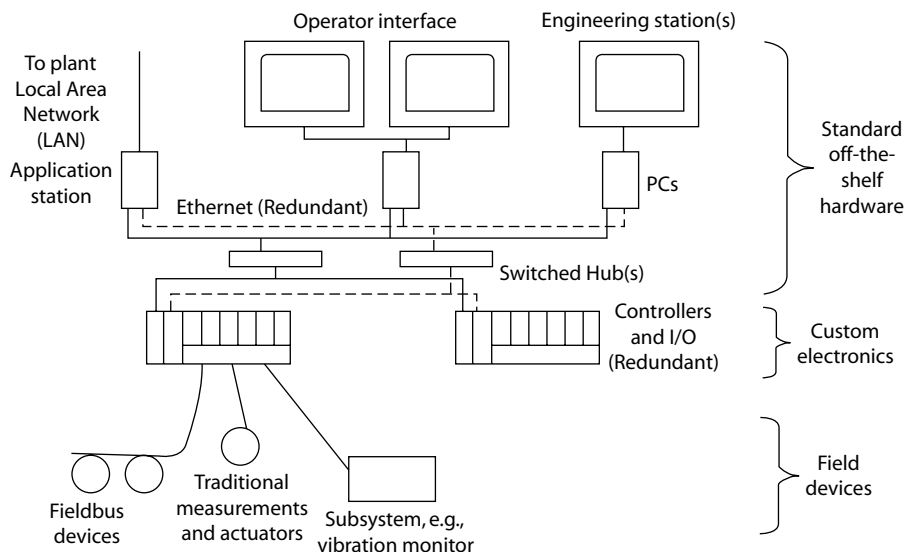 Operator interface
Engineering station(s)
To plant
Local Area
Network
(LAN)
Application
station
PCs
Ethernet (Redundant)
Switched Hub(s)
Standard
off-the-
shelf
hardware
Controllers
and I/O
(Redundant)
Custom
electronics
Fieldbus
devices
Traditional
measurements
and actuators
Subsystem, e.g.,
vibration monitor
Field
devices